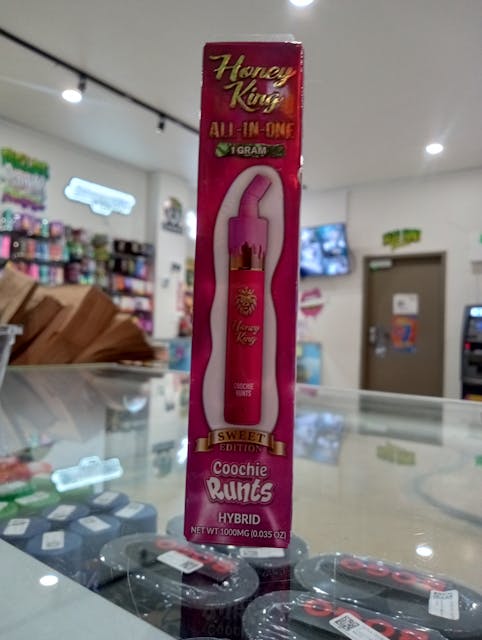 Honey
King
ALL-IN-ONE
1 GRAM
Honey
King
COOCHIE
RUNTS
SWEET
EDITION
Coochie
Runts
HYBRID
NET WT 1000MG (0.035 OZ)